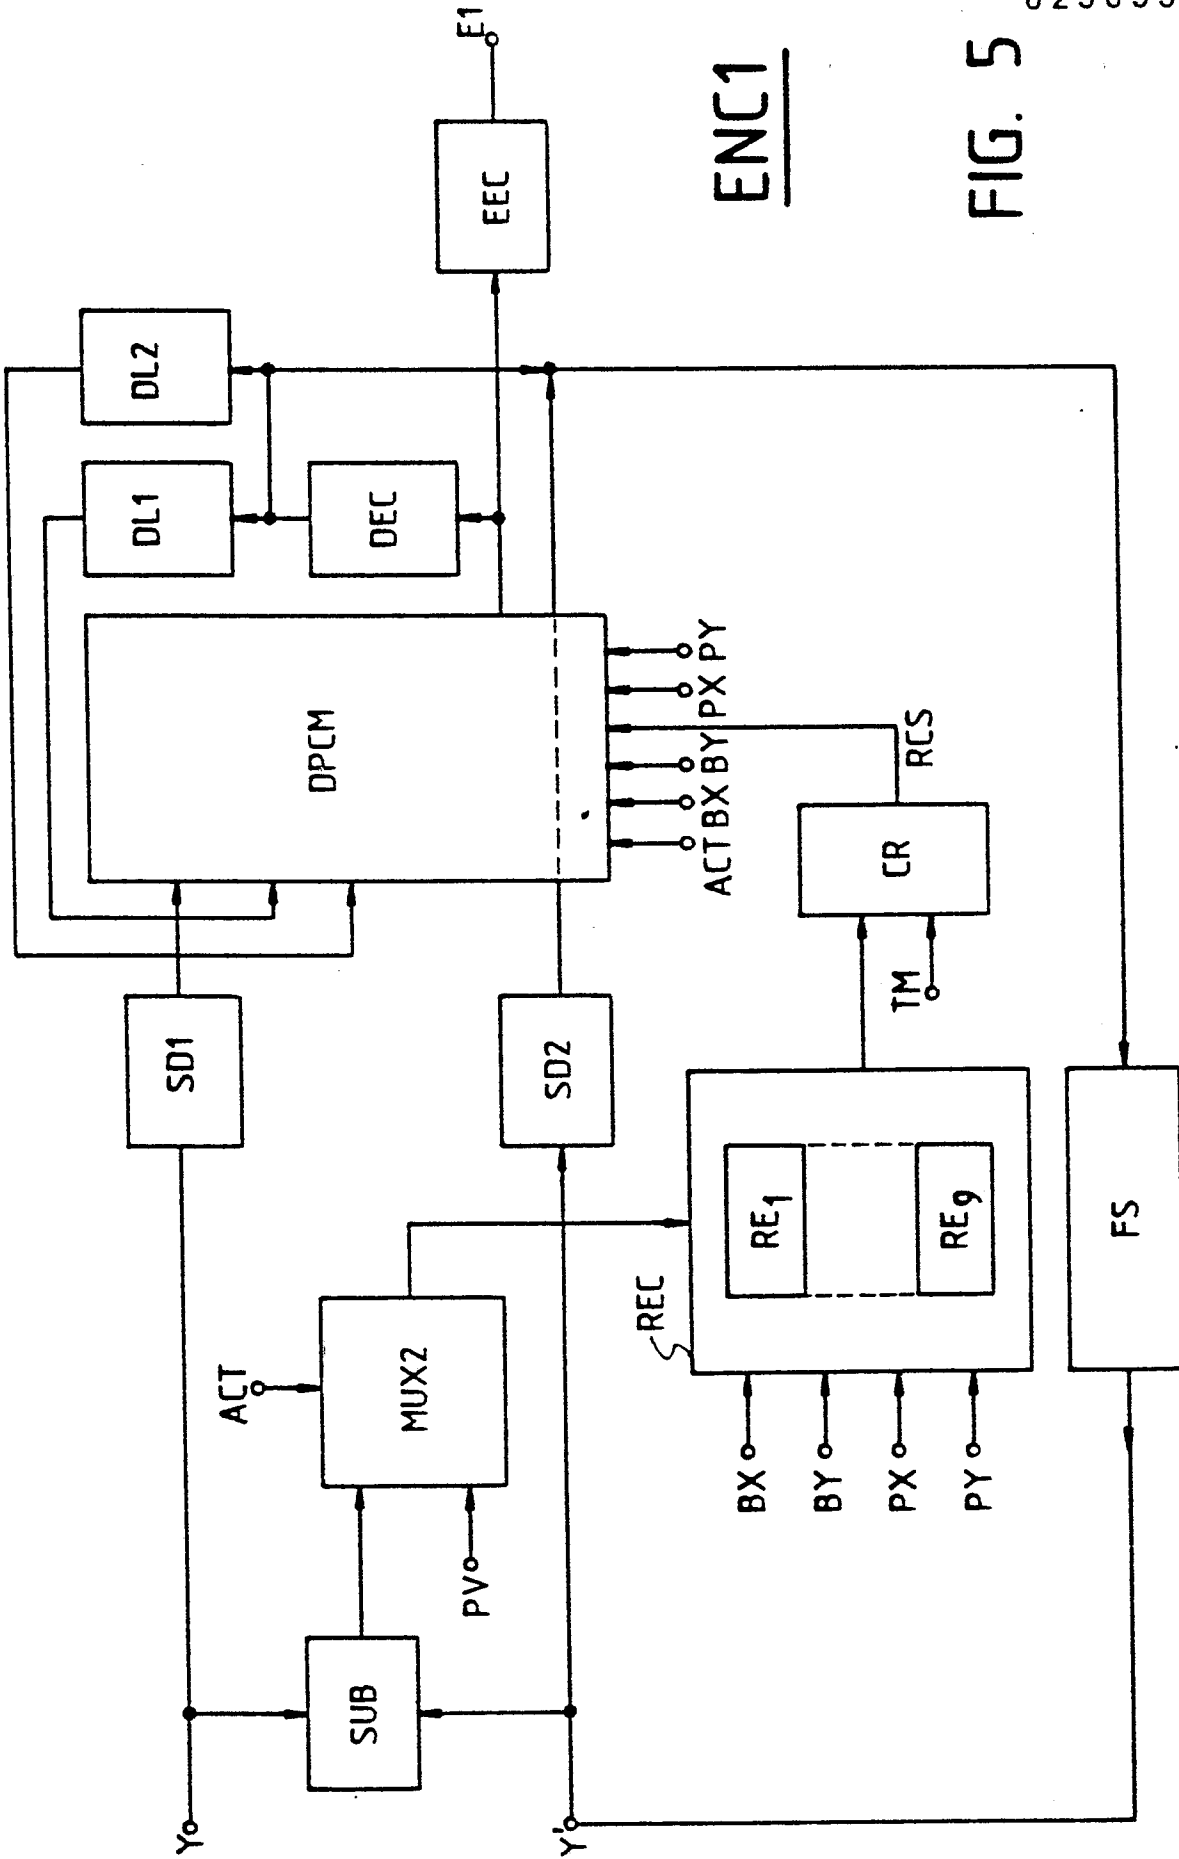 E1
EEC
ENC1
FIG. 5
DL2
DL1
DEC
DPCM
ACT
BX
BY
PX
PY
RCS
CR
TM
SD1
SD2
ACT
MUX2
PV
SUB
Y
Y'
REC
RE1
RE9
BX
BY
PX
PY
FS